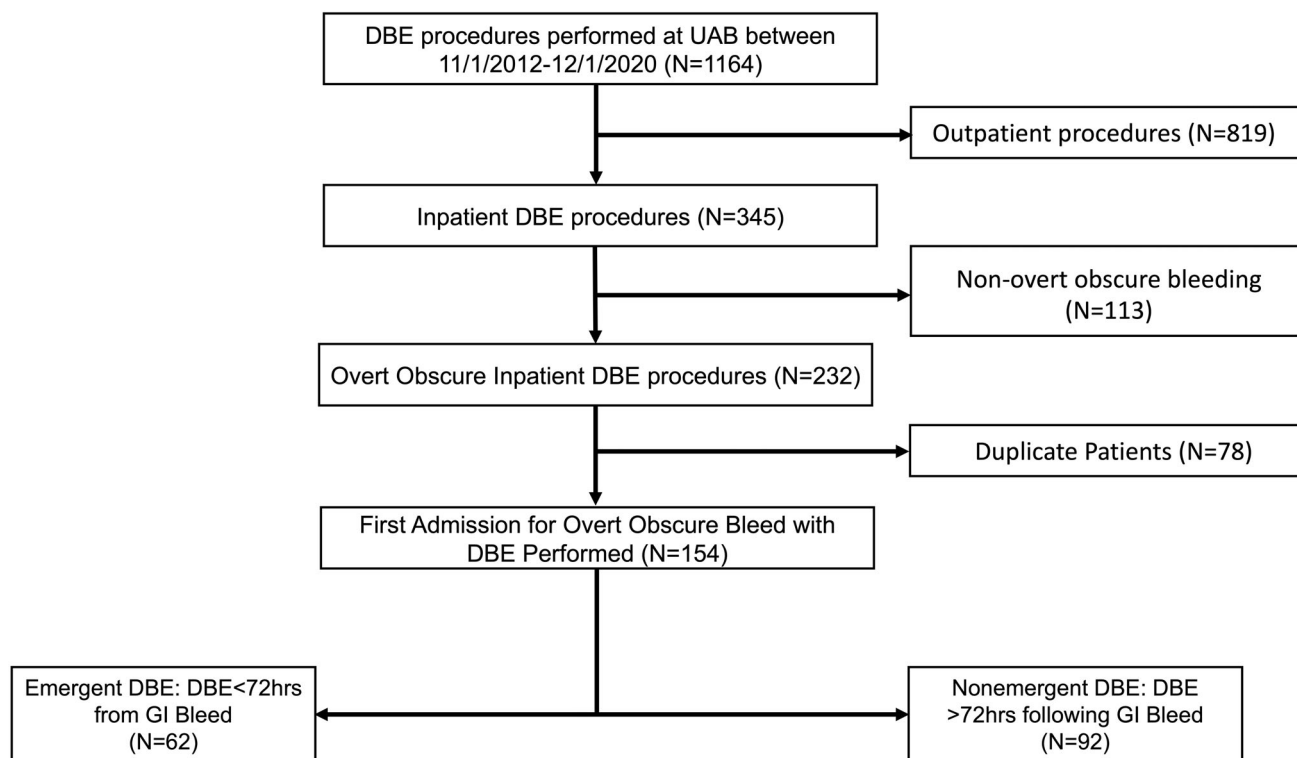 DBE procedures performed at UAB between
11/1/2012-12/1/2020 (N=1164)
Outpatient procedures (N=819)
Inpatient DBE procedures (N=345)
Non-overt obscure bleeding
(N=113)
Overt Obscure Inpatient DBE procedures (N=232)
Duplicate Patients (N=78)
First Admission for Overt Obscure Bleed with
DBE Performed (N=154)
Emergent DBE: DBE<72hrs
from GI Bleed
(N=62)
Nonemergent DBE: DBE
>72hrs following GI Bleed
(N=92)